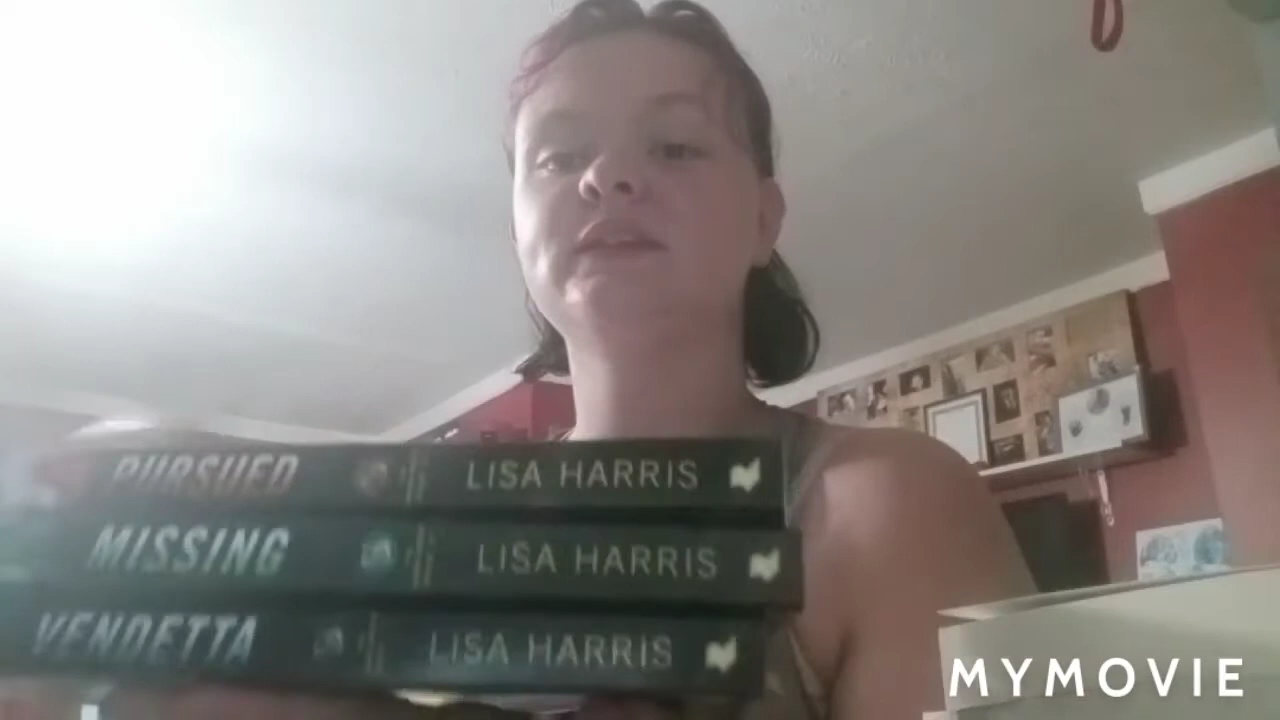 PURSUED LISA HARRIS
MISSING LISA HARRIS
VENDETTA LISA HARRIS
MYMOVIE